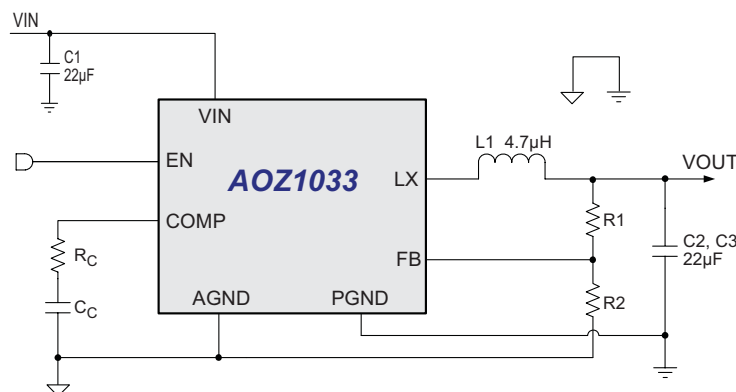 VIN
C1
22µF
VIN
EN
AOZ1033
LX
L1 4.7µH
VOUT
COMP
R1
C2, C3
22µF
RC
FB
CC
AGND
PGND
R2